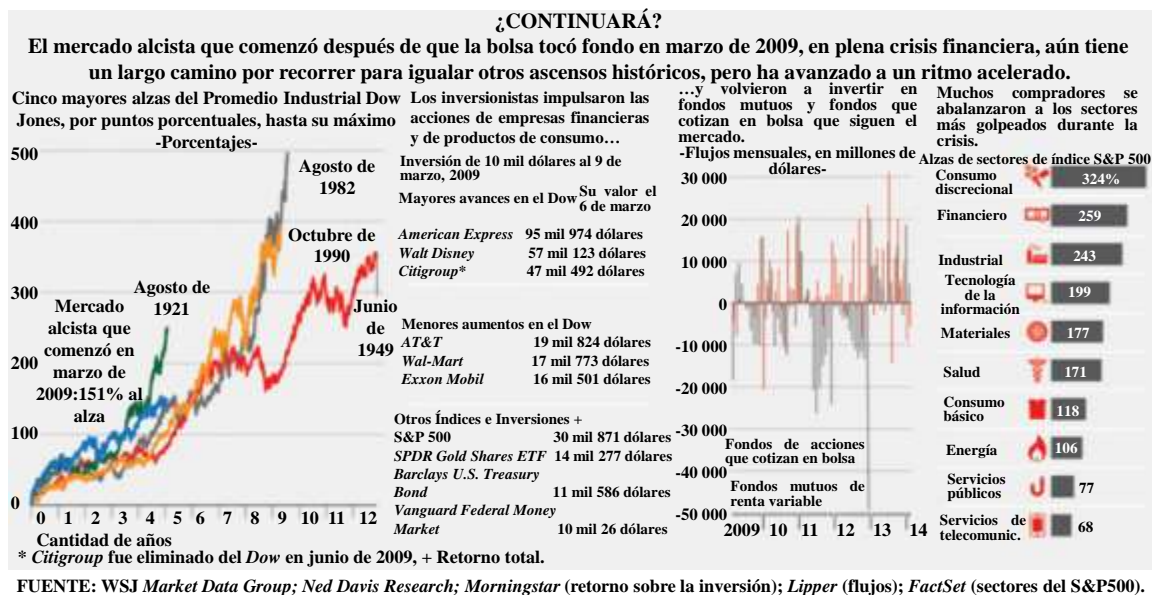 ¿CONTINUARÁ?
El mercado alcista que comenzó después de que la bolsa tocó fondo en marzo de 2009, en plena crisis financiera, aún tiene
un largo camino por recorrer para igualar otros ascensos históricos, pero ha avanzado a un ritmo acelerado.
Cinco mayores alzas del Promedio Industrial Dow
Jones, por puntos porcentuales, hasta su máximo
-Porcentajes-
500
400
300
200
100
0
Agosto de
1982
Octubre de
1990
Agosto de
1921
Junio
de
1949
Mercado
alcista que
comenzó en
marzo de
2009:151% al
alza
0 1 2 3 4 5 6 7 8 9 10 11 12
Cantidad de años
Los inversionistas impulsaron las
acciones de empresas financieras
y de productos de consumo…
Inversión de 10 mil dólares al 9 de
marzo, 2009
Mayores avances en el Dow Su valor el
6 de marzo
American Express 95 mil 974 dólares
Walt Disney 57 mil 123 dólares
Citigroup* 47 mil 492 dólares
Menores aumentos en el Dow
AT&T 19 mil 824 dólares
Wal-Mart 17 mil 773 dólares
Exxon Mobil 16 mil 501 dólares
Otros Índices e Inversiones +
S&P 500 30 mil 871 dólares
SPDR Gold Shares ETF 14 mil 277 dólares
Barclays U.S. Treasury
Bond 11 mil 586 dólares
Vanguard Federal Money
Market 10 mil 26 dólares
…y volvieron a invertir en
fondos mutuos y fondos que
cotizan en bolsa que siguen el
mercado.
-Flujos mensuales, en millones de
dólares-
30 000
20 000
10 000
0
-10 000
-20 000
-30 000
-40 000
-50 000
Fondos de acciones
que cotizan en bolsa
Fondos mutuos de
renta variable
2009 10 11 12 13 14
Muchos compradores se
abalanzaron a los sectores
más golpeados durante la
crisis.
Alzas de sectores de índice S&P 500
Consumo
discrecional 324%
Financiero 259
Industrial 243
Tecnología
de la
información 199
Materiales 177
Salud 171
Consumo
básico 118
Energía 106
Servicios
públicos 77
Servicios de
telecomunic. 68
* Citigroup fue eliminado del Dow en junio de 2009, + Retorno total.
FUENTE: WSJ Market Data Group; Ned Davis Research; Morningstar (retorno sobre la inversión); Lipper (flujos); FactSet (sectores del S&P500).